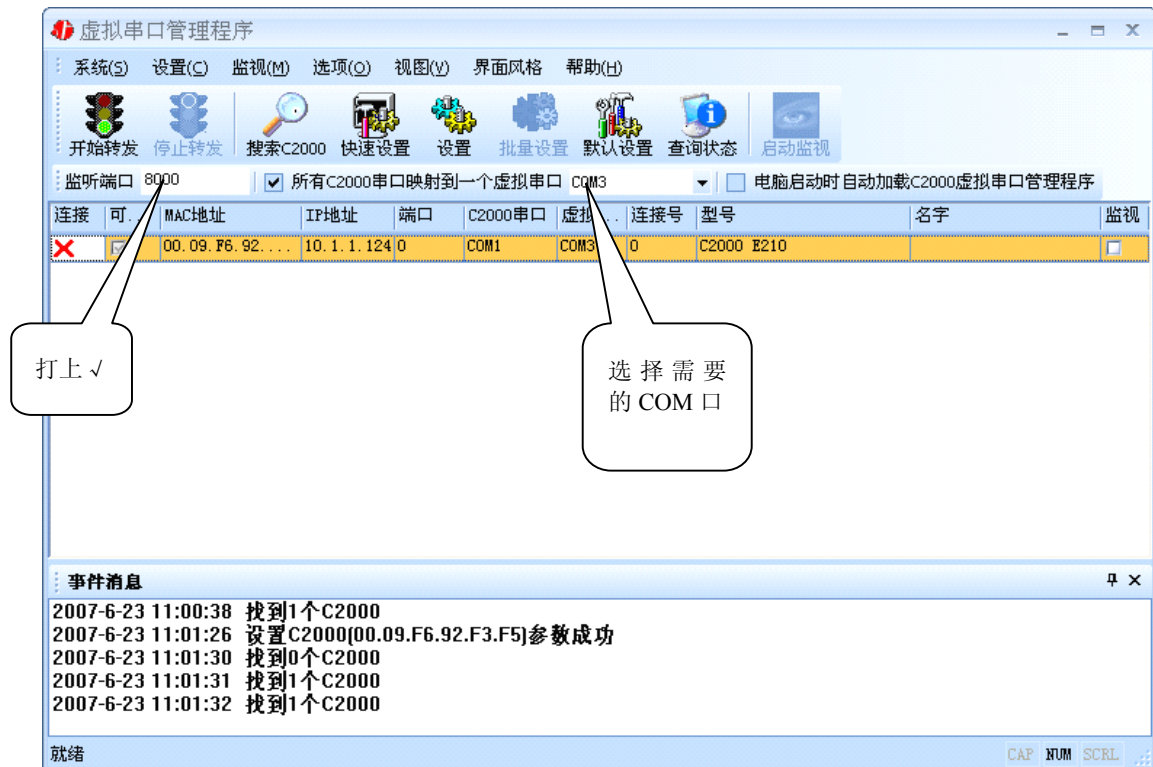 虚拟串口管理程序
系统(S) 设置(C) 监视(M) 选项(O) 视图(V) 界面风格 帮助(H)
开始转发 停止转发 搜索C2000 快速设置 设置 批量设置 默认设置 查询状态 启动监视
监听端口 8000 所有C2000串口映射到一个虚拟串口 COM3 电脑启动时自动加载C2000虚拟串口管理程序
连接 可... MAC地址 IP地址 端口 C2000串口 虚拟... 连接号 型号 名字 监视
00.09.F6.92.... 10.1.1.124 0 COM1 COM3 0 C2000 E210
打上√
选择需要
的COM口
事件消息
2007-6-23 11:00:38 找到1个C2000
2007-6-23 11:01:26 设置C2000(00.09.F6.92.F3.F5)参数成功
2007-6-23 11:01:30 找到0个C2000
2007-6-23 11:01:31 找到1个C2000
2007-6-23 11:01:32 找到1个C2000
就绪 CAP NUM SCRL